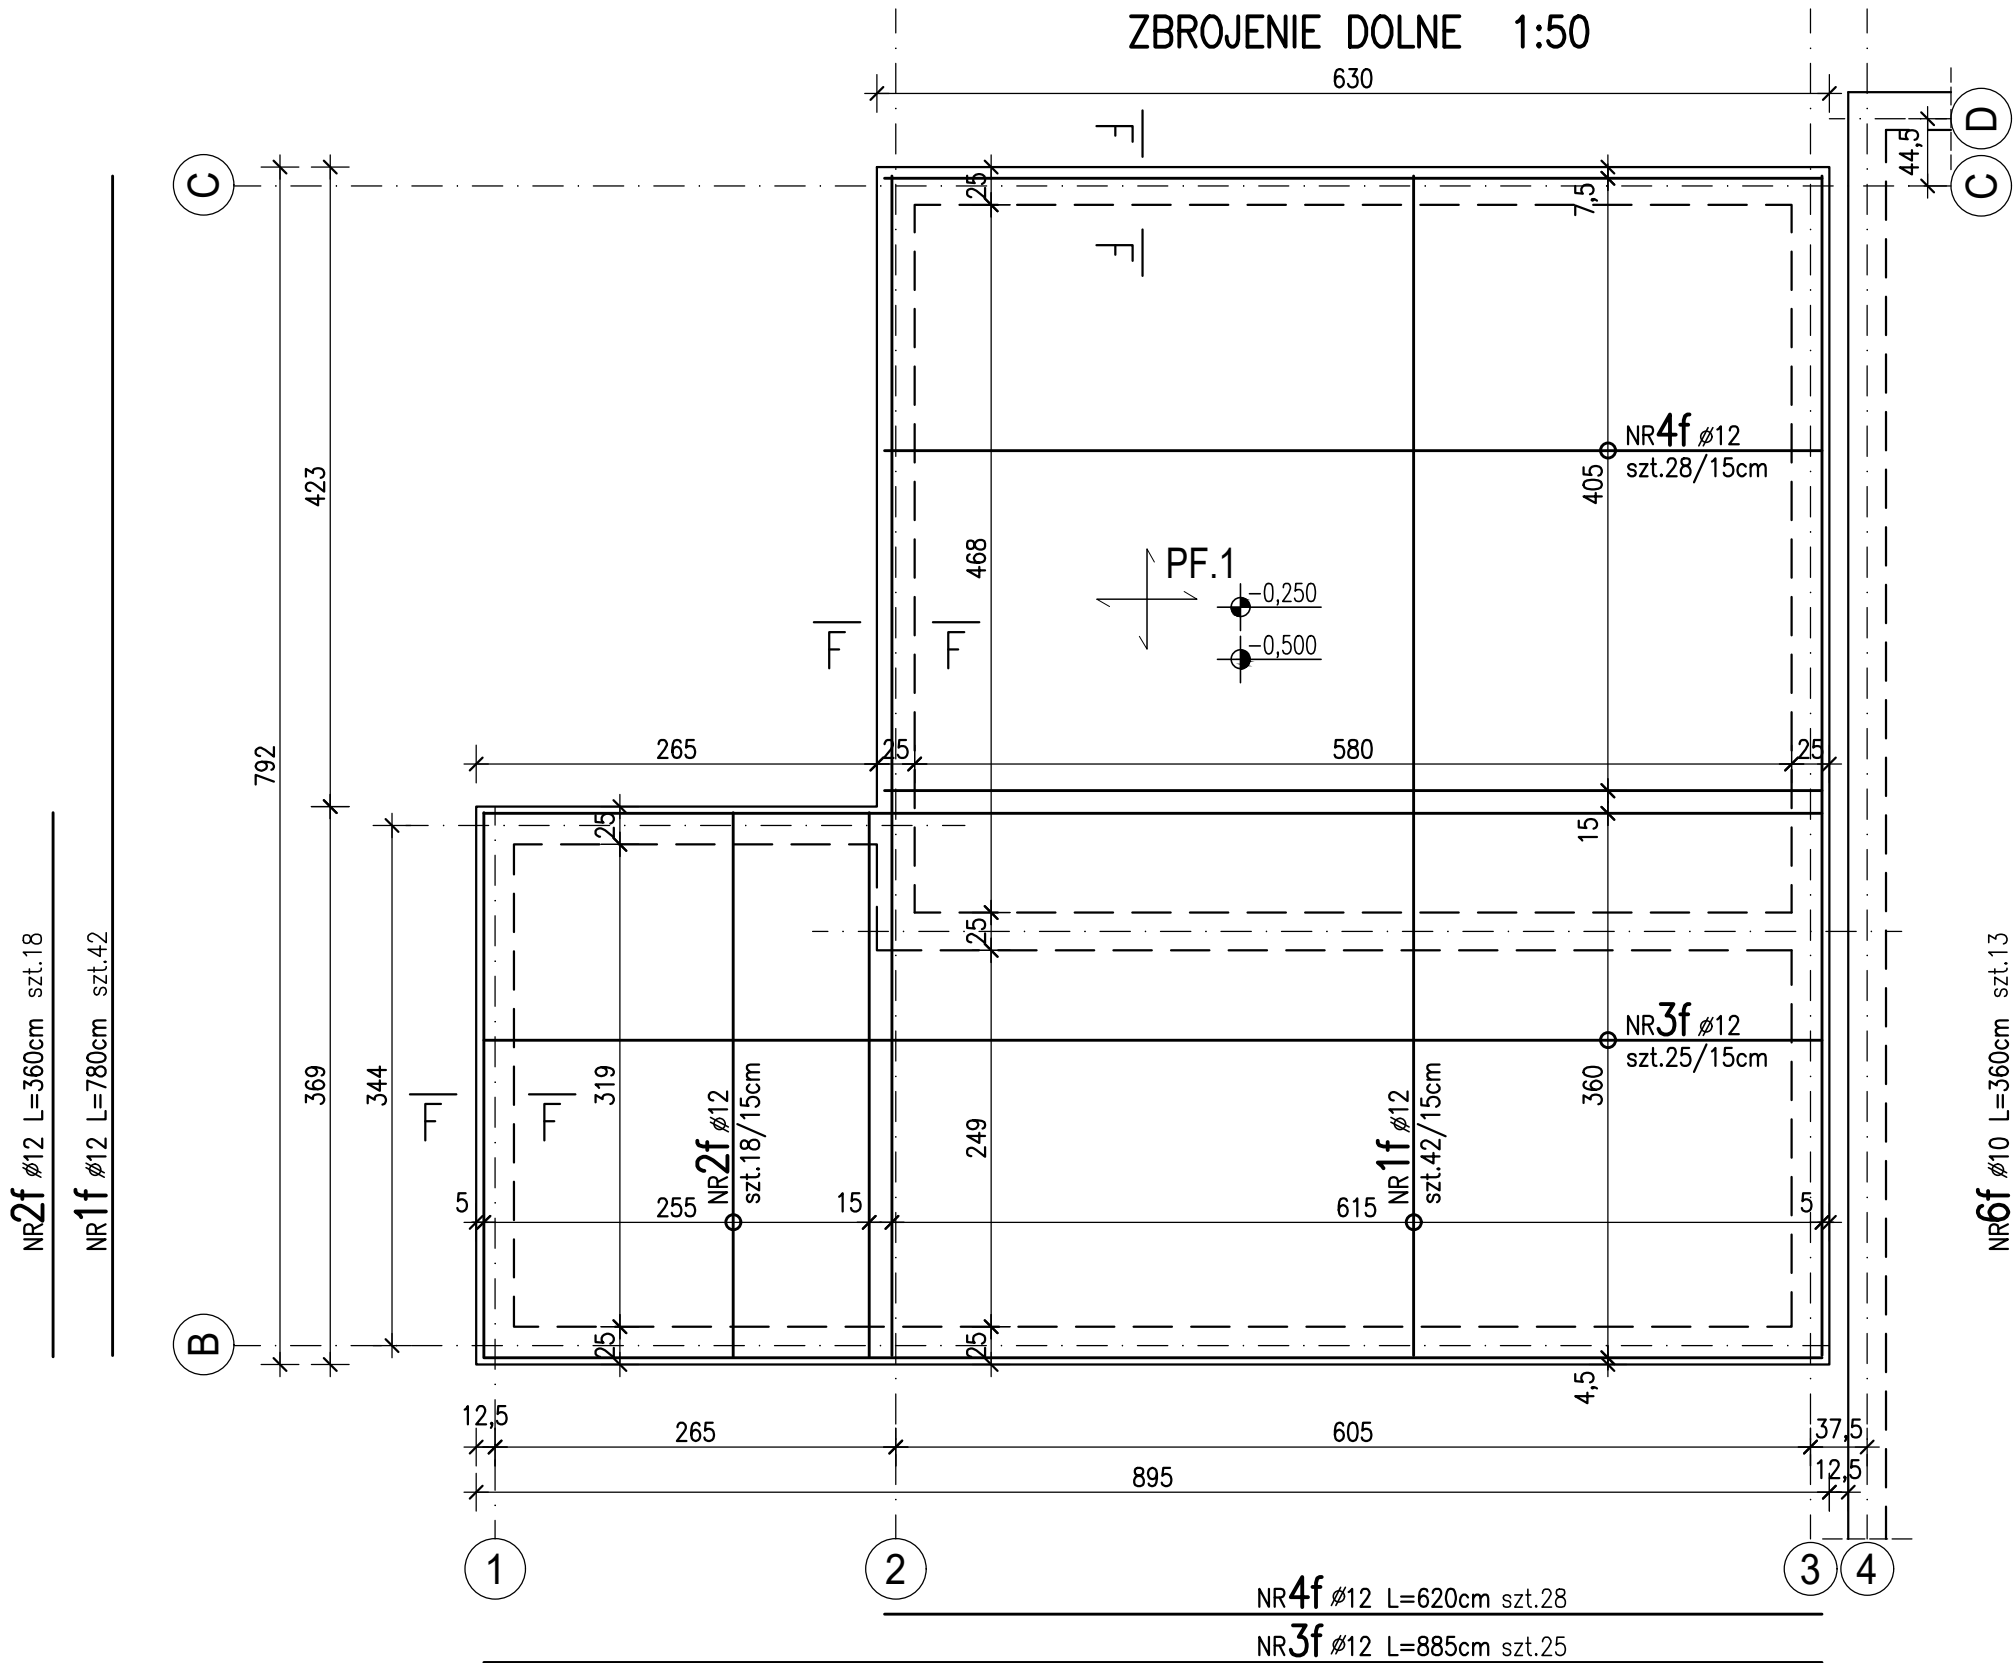 ZBROJENIE DOLNE 1:50
630
D
44,5
C
C
25
7,5
F
F
NR4f ø12
szt.28/15cm
405
423
468
PF.1
-0,250
-0,500
F
F
792
265
25
580
25
25
15
25
NR3f ø12
szt.25/15cm
369
344
319
249
360
F
F
NR2f ø12
szt.18/15cm
NR1f ø12
szt.42/15cm
5
255
15
615
5
NR2f ø12 L=360cm szt.18
NR1f ø12 L=780cm szt.42
NR6f ø10 L=360cm szt.13
B
25
25
4,5
12,5
265
605
37,5
895
12,5
1
2
3
4
NR4f ø12 L=620cm szt.28
NR3f ø12 L=885cm szt.25